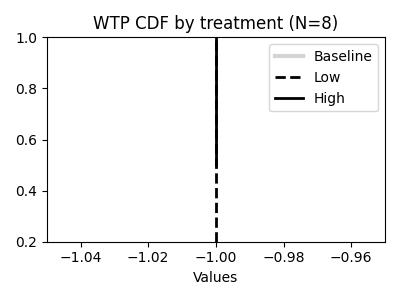 WTP CDF by treatment (N=8)
1.0
0.8
0.6
0.4
0.2
Baseline
Low
High
−1.04 −1.02 −1.00 −0.98 −0.96
Values